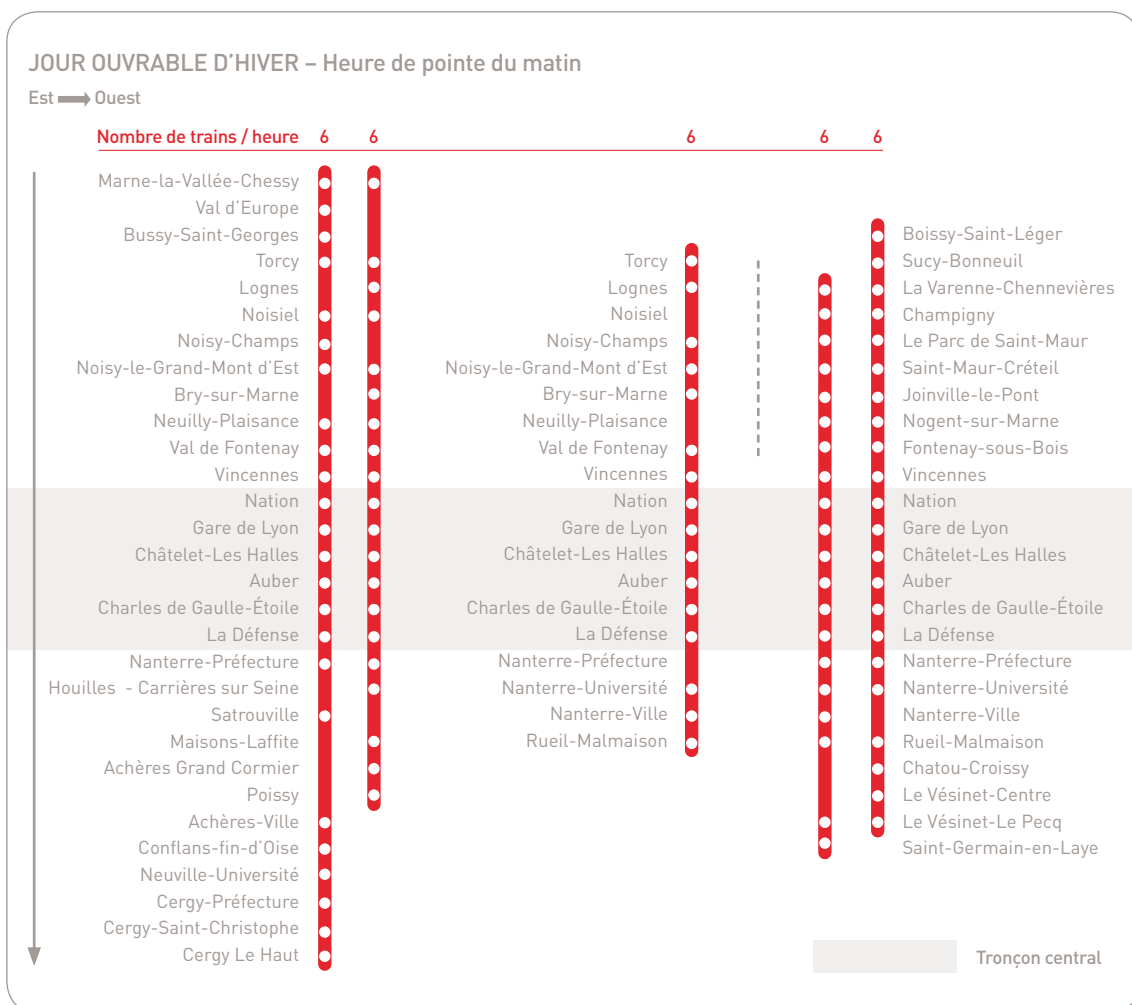 JOUR OUVRABLE D'HIVER – Heure de pointe du matin
Est Ouest
Nombre de trains / heure 6 6 6 6 6
Marne-la-Vallée-Chessy
Val d'Europe
Bussy-Saint-Georges
Torcy
Lognes
Noisiel
Noisy-Champs
Noisy-le-Grand-Mont d'Est
Bry-sur-Marne
Neuilly-Plaisance
Val de Fontenay
Vincennes
Nation
Gare de Lyon
Châtelet-Les Halles
Auber
Charles de Gaulle-Étoile
La Défense
Nanterre-Préfecture
Houilles - Carrières sur Seine
Satrouville
Maisons-Laffite
Achères Grand Cormier
Poissy
Achères-Ville
Conflans-fin-d'Oise
Neuville-Université
Cergy-Préfecture
Cergy-Saint-Christophe
Cergy Le Haut
Torcy
Lognes
Noisiel
Noisy-Champs
Noisy-le-Grand-Mont d'Est
Bry-sur-Marne
Neuilly-Plaisance
Val de Fontenay
Vincennes
Nation
Gare de Lyon
Châtelet-Les Halles
Auber
Charles de Gaulle-Étoile
La Défense
Nanterre-Préfecture
Nanterre-Université
Nanterre-Ville
Rueil-Malmaison
Boissy-Saint-Léger
Sucy-Bonneuil
La Varenne-Chennevières
Champigny
Le Parc de Saint-Maur
Saint-Maur-Créteil
Joinville-le-Pont
Nogent-sur-Marne
Fontenay-sous-Bois
Vincennes
Nation
Gare de Lyon
Châtelet-Les Halles
Auber
Charles de Gaulle-Étoile
La Défense
Nanterre-Préfecture
Nanterre-Université
Nanterre-Ville
Rueil-Malmaison
Chatou-Croissy
Le Vésinet-Centre
Le Vésinet-Le Pecq
Saint-Germain-en-Laye
Tronçon central